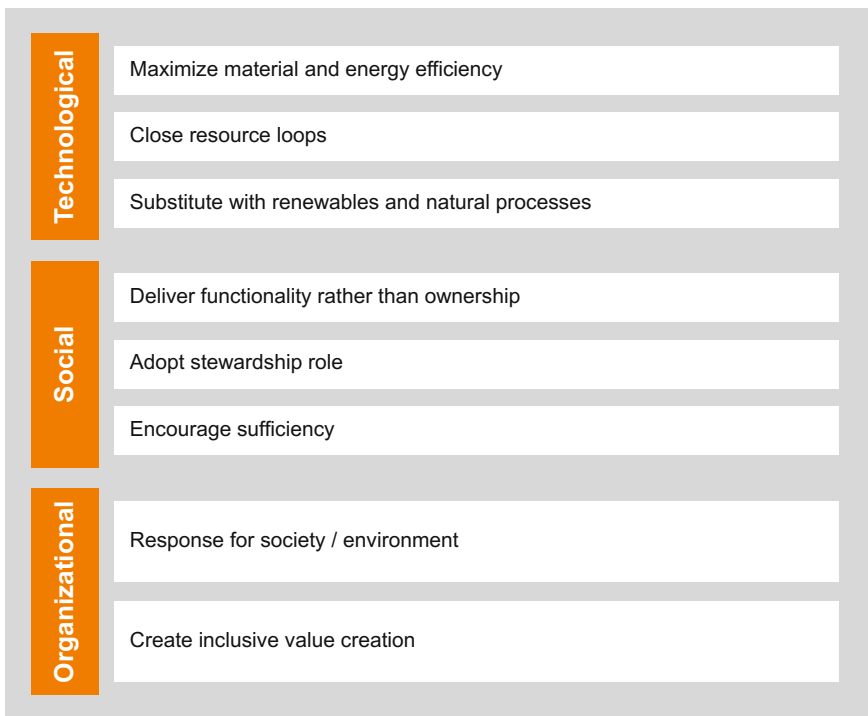 Technological
Maximize material and energy efficiency
Close resource loops
Substitute with renewables and natural processes
Social
Deliver functionality rather than ownership
Adopt stewardship role
Encourage sufficiency
Organizational
Response for society / environment
Create inclusive value creation